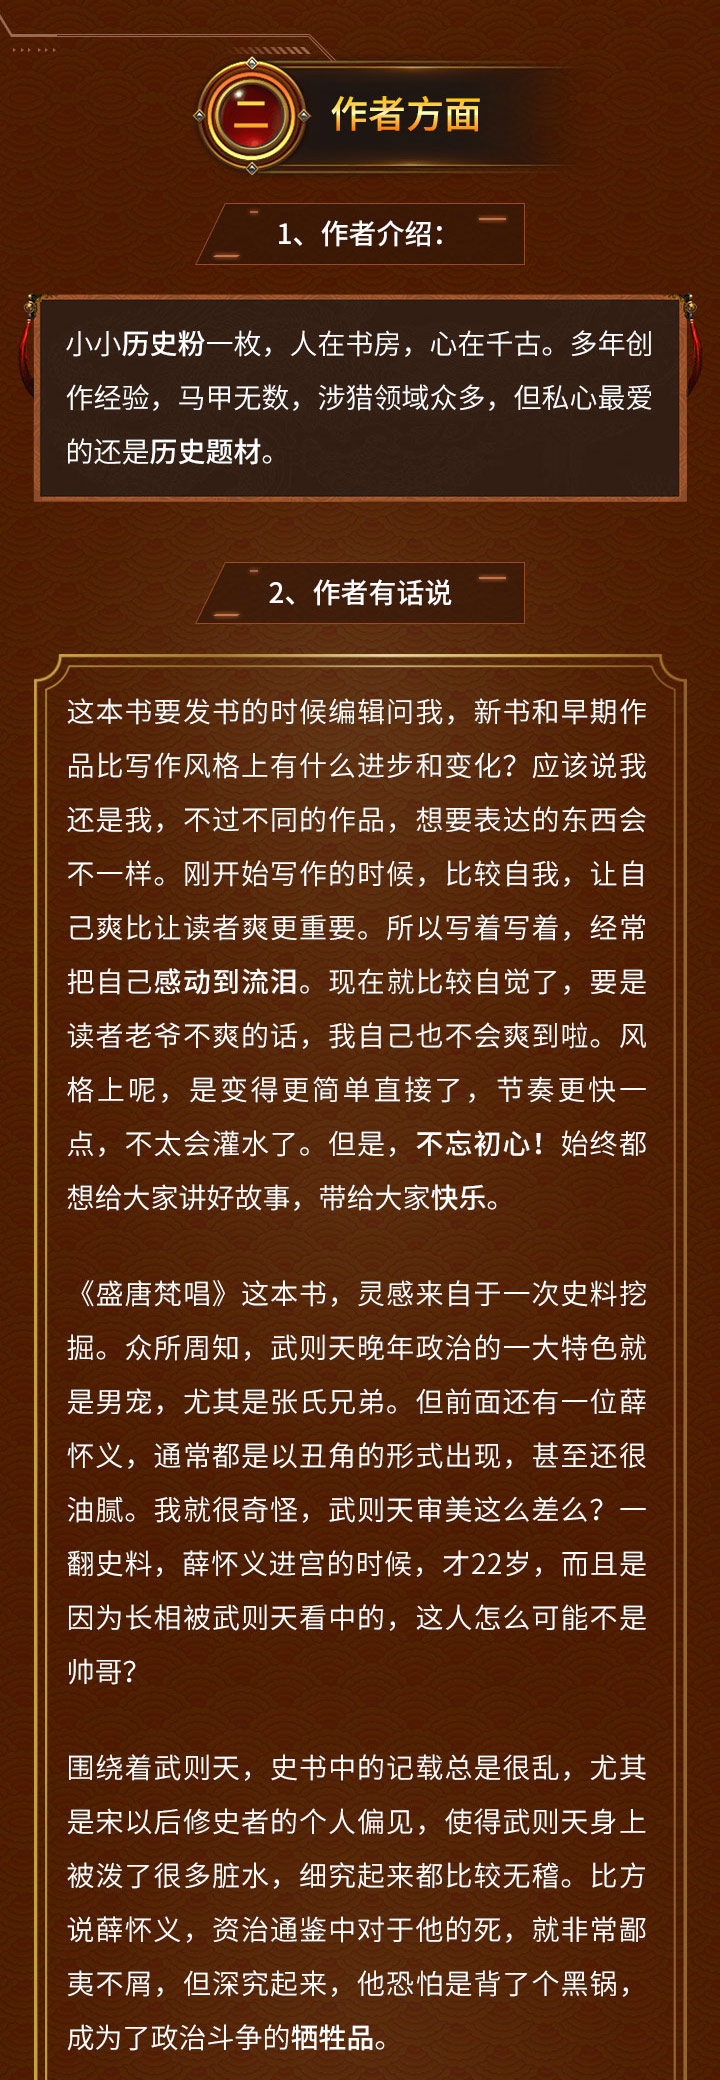 二
作者方面
1、作者介绍：
小小历史粉一枚，人在书房，心在千古。多年创
作经验，马甲无数，涉猎领域众多，但私心最爱
的还是历史题材。
2、作者有话说
这本书要发书的时候编辑问我，新书和早期作
品比写作风格上有什么进步和变化？应该说我
还是我，不过不同的作品，想要表达的东西会
不一样。刚开始写作的时候，比较自我，让自
己爽比让读者爽更重要。所以写着写着，经常
把自己感动到流泪。现在就比较自觉了，要是
读者老爷不爽的话，我自己也不会爽到啦。风
格上呢，是变得更简单直接了，节奏更快一
点，不太会灌水了。但是，不忘初心！始终都
想给大家讲好故事，带给大家快乐。
《盛唐梵唱》这本书，灵感来自于一次史料挖
掘。众所周知，武则天晚年政治的一大特色就
是男宠，尤其是张氏兄弟。但前面还有一位薛
怀义，通常都是以丑角的形式出现，甚至还很
油腻。我就很奇怪，武则天审美这么差么？一
翻史料，薛怀义进宫的时候，才22岁，而且是
因为长相被武则天看中的，这人怎么可能不是
帅哥？
围绕着武则天，史书中的记载总是很乱，尤其
是宋以后修史者的个人偏见，使得武则天身上
被泼了很多脏水，细究起来都比较无稽。比方
说薛怀义，资治通鉴中对于他的死，就非常鄙
夷不屑，但深究起来，他恐怕是背了个黑锅，
成为了政治斗争的牺牲品。